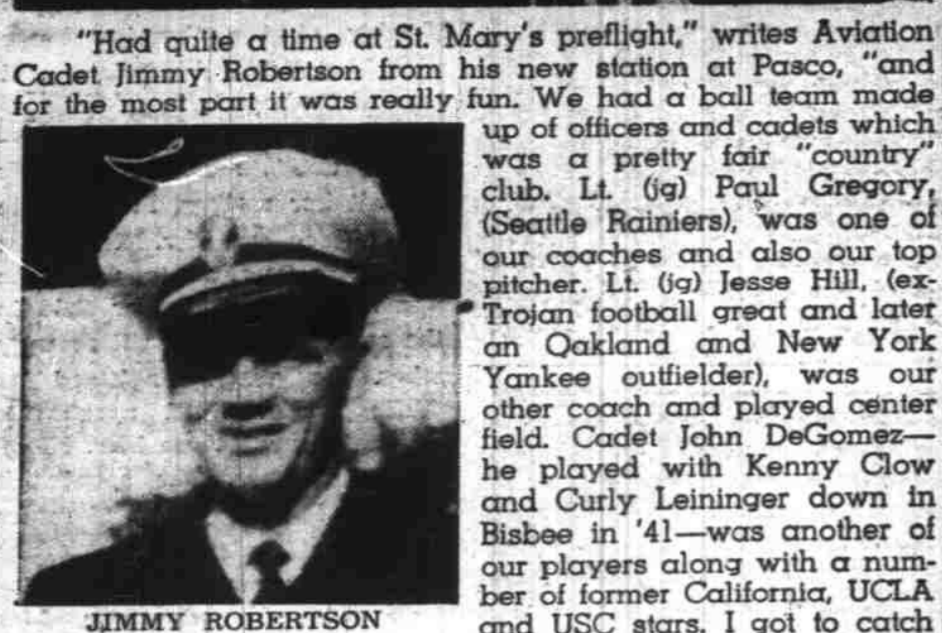 "Had quite a time at St. Mary's preflight," writes Aviation
Cadet Jimmy Robertson from his new station at Pasco, "and
for the most part it was really fun. We had a ball team made
up of officers and cadets which
was a pretty fair "country"
club. Lt. (jg) Paul Gregory,
(Seattle Rainiers), was one of
our coaches and also our top
pitcher. Lt. (jg) Jesse Hill, (ex-
Trojan football great and later
an Oakland and New York
Yankee outfielder), was our
other coach and played center
field. Cadet John DeGomez—
he played with Kenny Clow
and Curly Leininger down in
Bisbee in '41—was another of
our players along with a num-
ber of former California, UCLA
and USC stars. I got to catch
JIMMY ROBERTSON